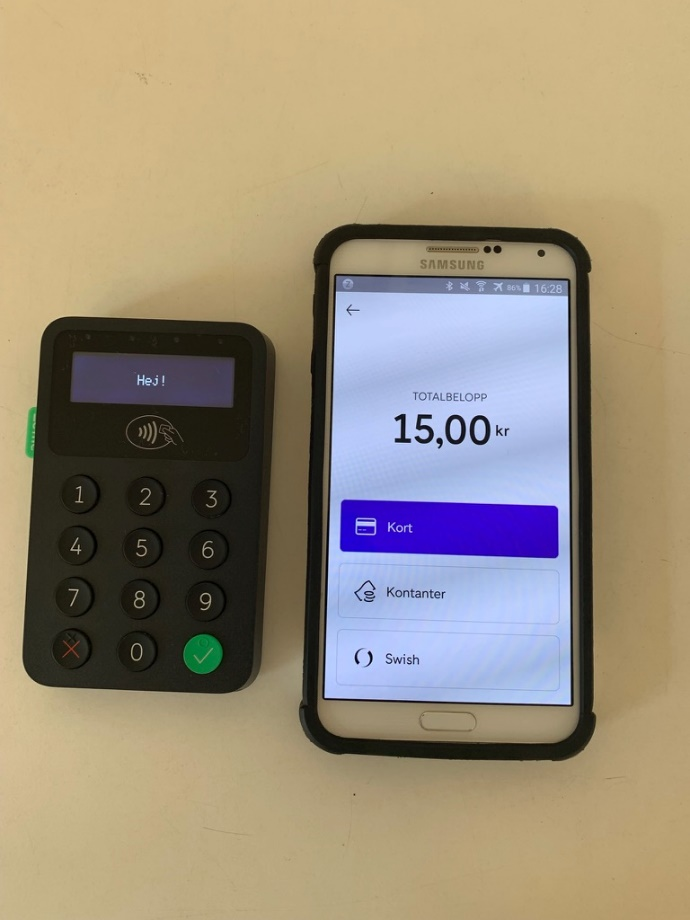 Hej!
1 2 3
4 5 6
7 8 9
0
SAMSUNG
86% 16:28
TOTALBELOPP
15,00 kr
Kort
Kontanter
Swish